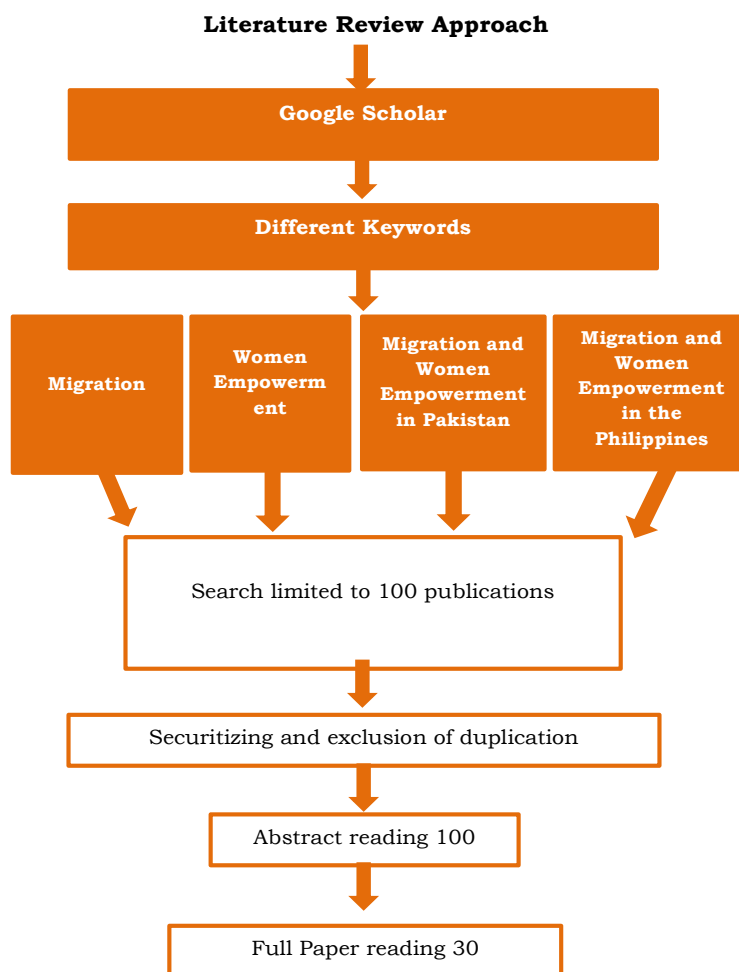 Literature Review Approach
Google Scholar
Different Keywords
Migration
Women
Empowerm
ent
Migration and
Women
Empowerment
in Pakistan
Migration and
Women
Empowerment
in the
Philippines
Search limited to 100 publications
Securitizing and exclusion of duplication
Abstract reading 100
Full Paper reading 30